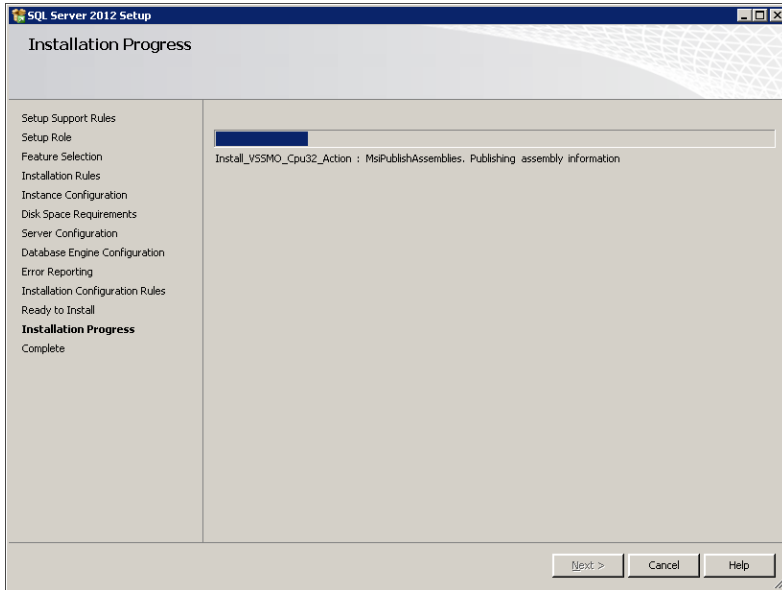 SQL Server 2012 Setup
Installation Progress
Setup Support Rules
Setup Role
Feature Selection
Installation Rules
Instance Configuration
Disk Space Requirements
Server Configuration
Database Engine Configuration
Error Reporting
Installation Configuration Rules
Ready to Install
Installation Progress
Complete
Install_VSSMO_Cpu32_Action : MsiPublishAssemblies. Publishing assembly information
Next >
Cancel
Help